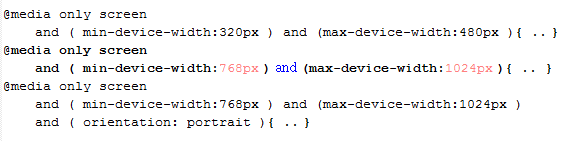 @media only screen
and ( min-device-width:320px ) and (max-device-width:480px ){ .. }
@media only screen
and ( min-device-width:768px ) and (max-device-width:1024px ){ .. }
@media only screen
and ( min-device-width:768px ) and (max-device-width:1024px )
and ( orientation: portrait ){ .. }